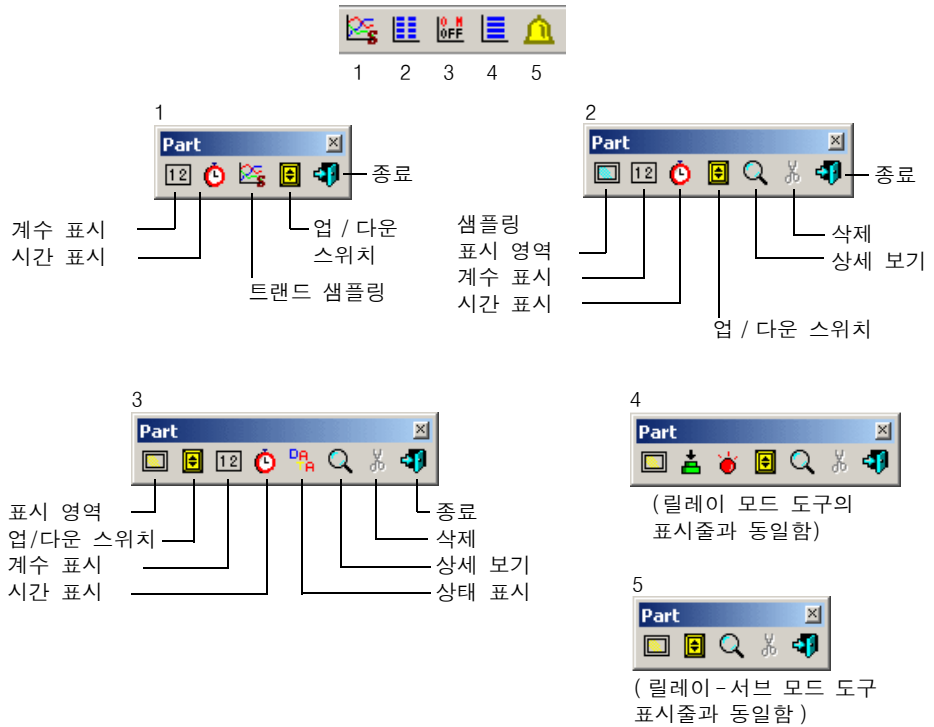 S
0 M
OFF
1 2 3 4 5
1
Part
12
S
종료
계수 표시
시간 표시
업 / 다운
스위치
트랜드 샘플링
2
Part
12
종료
샘플링
표시 영역
계수 표시
시간 표시
삭제
상세 보기
업 / 다운 스위치
3
Part
12
DATA
표시 영역
업/다운 스위치
계수 표시
시간 표시
종료
삭제
상세 보기
상태 표시
4
Part
(릴레이 모드 도구의
표시줄과 동일함)
5
Part
( 릴레이 – 서브 모드 도구
표시줄과 동일함 )